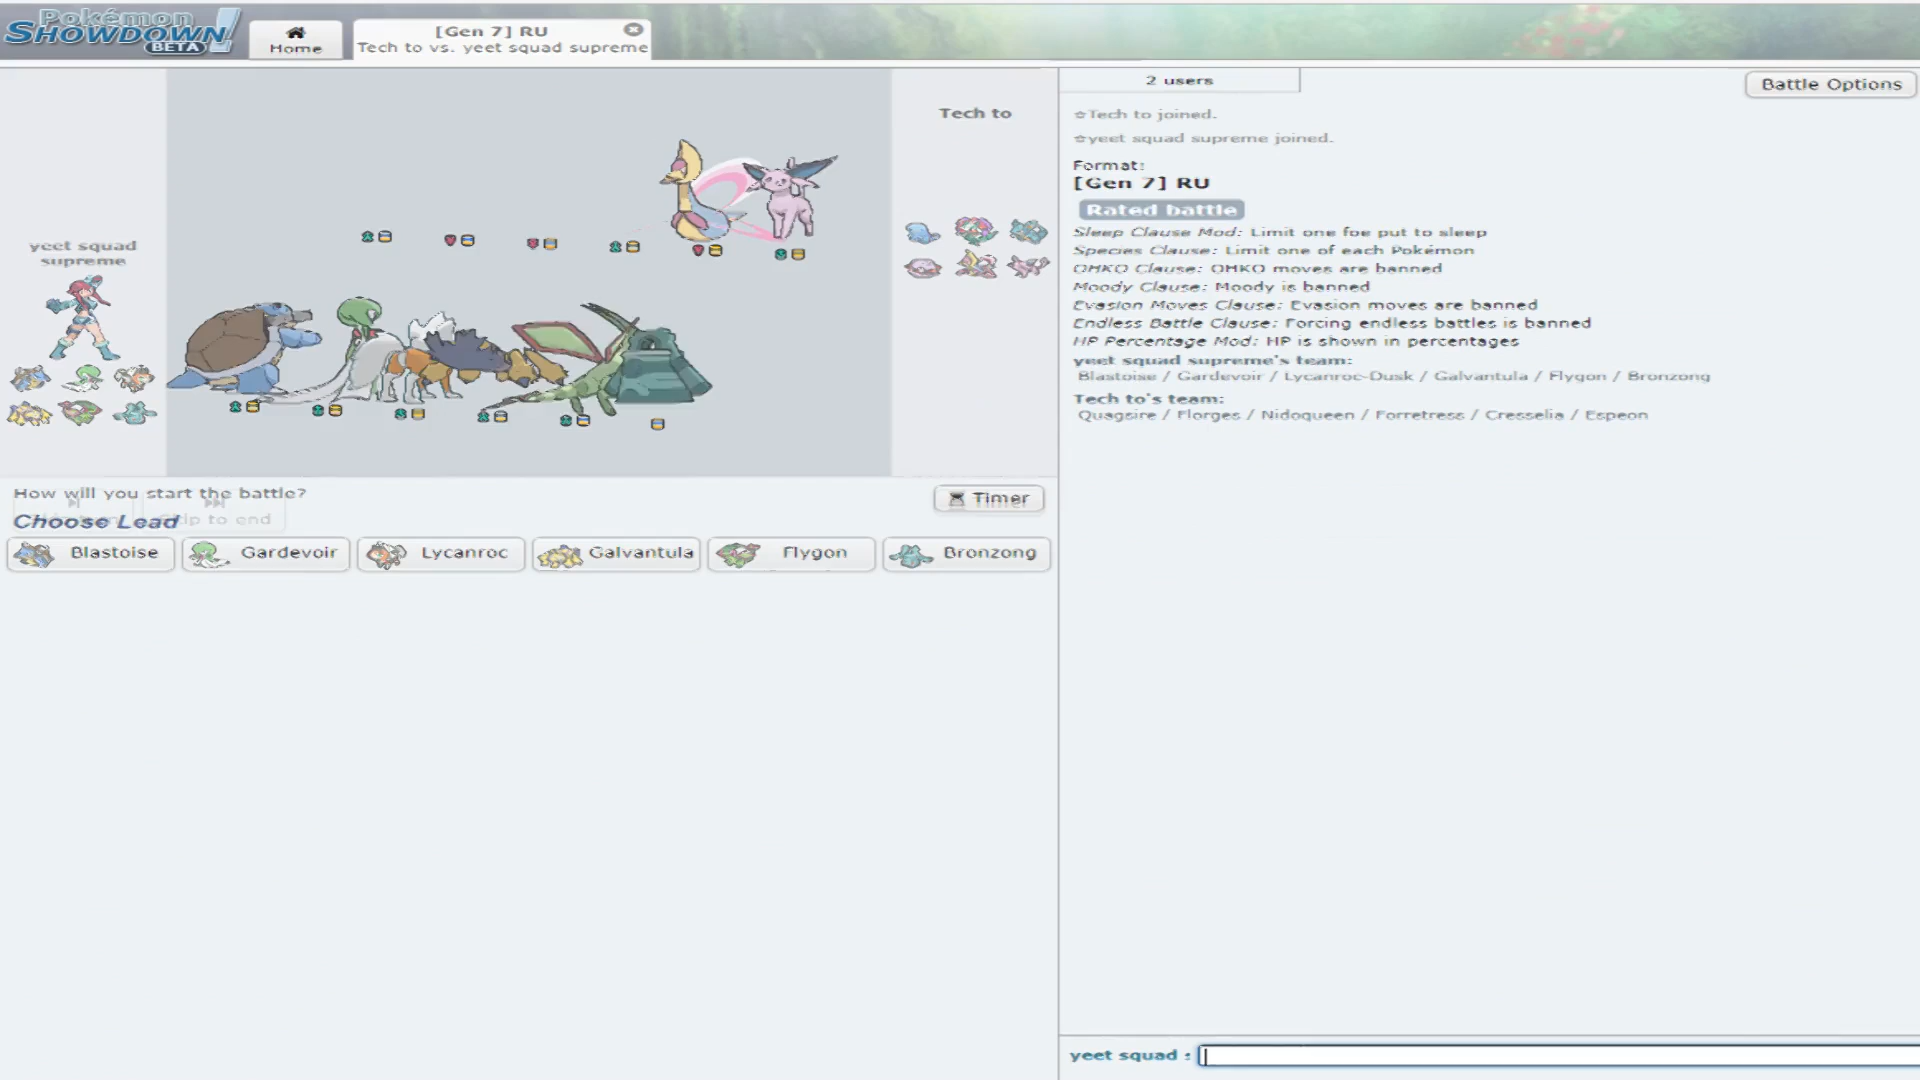 Pokémon
SHOWDOWN!
BETA
Home
[Gen 7] RU
Tech to vs. yeet squad supreme
2 users
Battle Options
Tech to
☆Tech to joined.
☆yeet squad supreme joined.
Format:
[Gen 7] RU
Rated battle
Sleep Clause Mod: Limit one foe put to sleep
Species Clause: Limit one of each Pokémon
OHKO Clause: OHKO moves are banned
Moody Clause: Moody is banned
Evasion Moves Clause: Evasion moves are banned
Endless Battle Clause: Forcing endless battles is banned
HP Percentage Mod: HP is shown in percentages
yeet squad supreme's team:
Blastoise / Gardevoir / Lycanroc-Dusk / Galvantula / Flygon / Bronzong
Tech to's team:
Quagsire / Florges / Nidoqueen / Forretress / Cresselia / Espeon
yeet squad
supreme
How will you start the battle?
Timer
Choose Lead
Skip to end
Blastoise
Gardevoir
Lycanroc
Galvantula
Flygon
Bronzong
yeet squad :